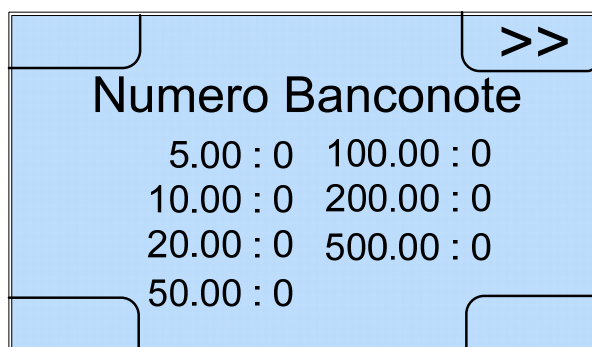 >>
Numero Banconote
5.00 : 0 100.00 : 0
10.00 : 0 200.00 : 0
20.00 : 0 500.00 : 0
50.00 : 0